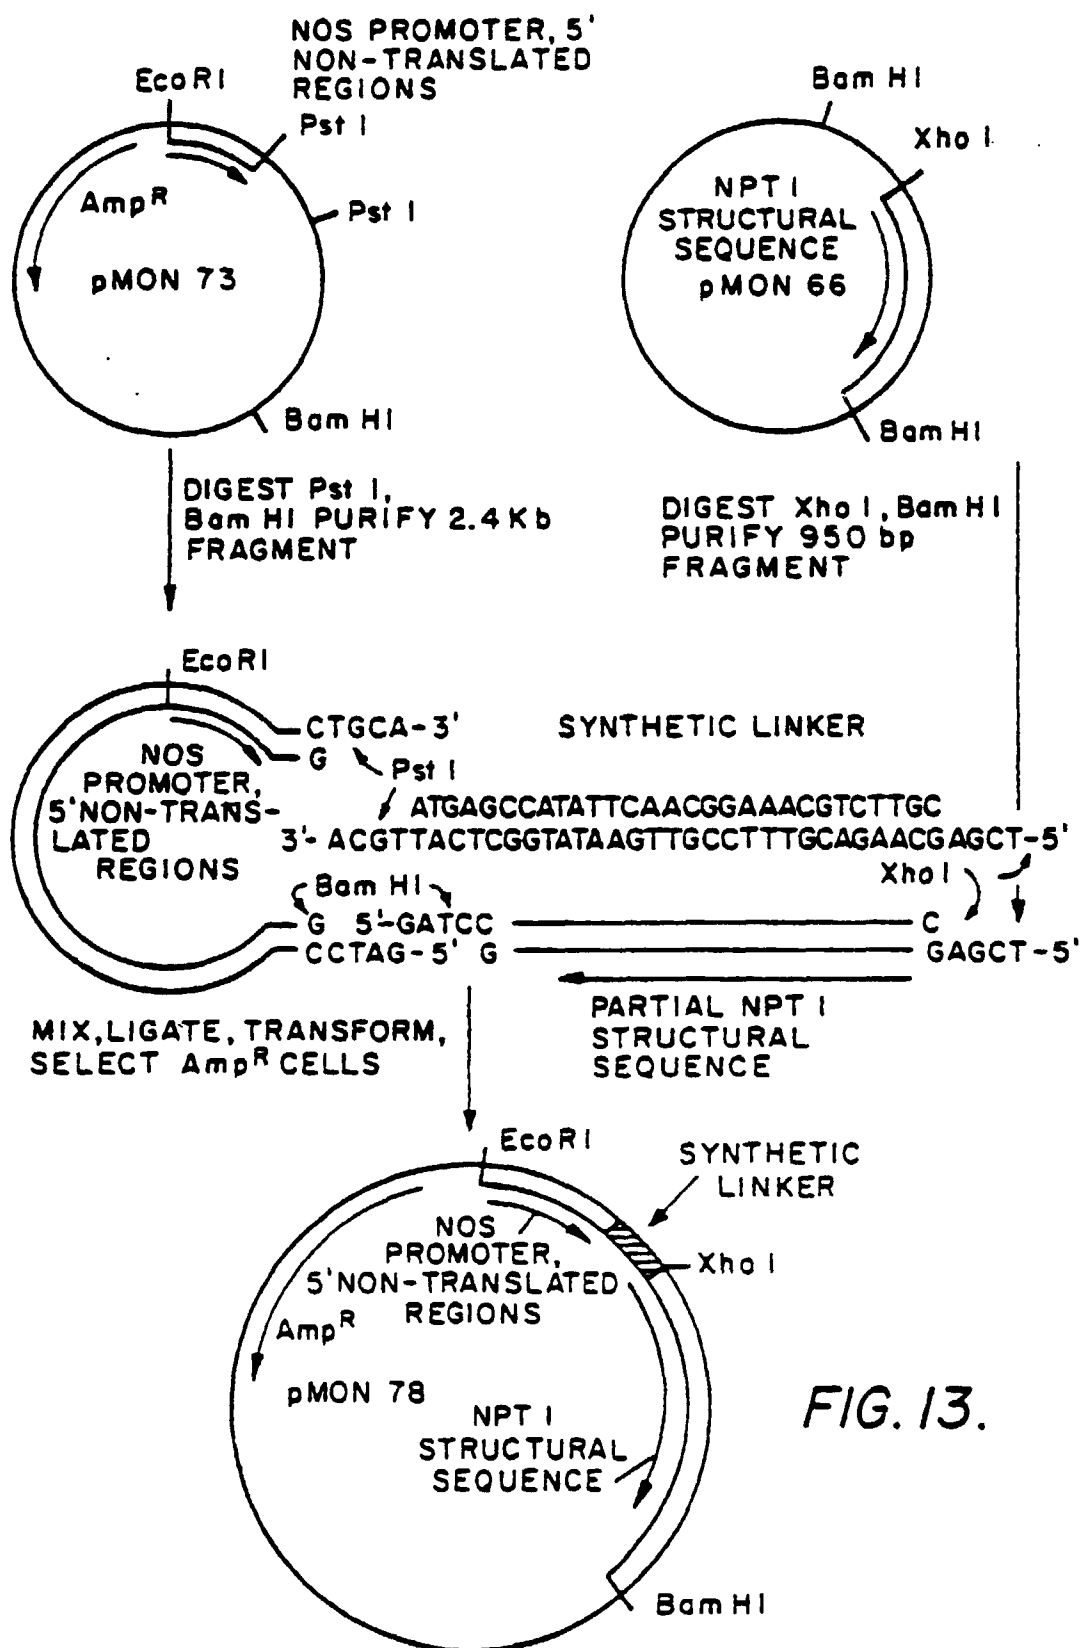 NOS PROMOTER, 5'
NON-TRANSLATED
REGIONS
EcoRI
Pst I
Pst I
Amp^R
pMON 73
Bam HI
Bam HI
Xho I
NPT I
STRUCTURAL
SEQUENCE
pMON 66
Bam HI
DIGEST Pst I,
Bam HI PURIFY 2.4 Kb
FRAGMENT
DIGEST Xho I, Bam HI
PURIFY 950 bp
FRAGMENT
EcoRI
CTGCA-3'
G
SYNTHETIC LINKER
Pst I
NOS
PROMOTER,
5'NON-TRANS-
LATED
REGIONS
ATGAGCCATATTCAACGGAAACGTCTTGC
3'- ACGTTACTCGGTATAAGTTGCCTTTGCAGAACGAGCT-5'
Xho I
Bam HI
G 5'-GATCC C
CCTAG-5' G GAGCT-5'
PARTIAL NPT I
STRUCTURAL
SEQUENCE
MIX, LIGATE, TRANSFORM,
SELECT Amp^R CELLS
EcoRI
SYNTHETIC
LINKER
NOS
PROMOTER,
5'NON-TRANSLATED
REGIONS
Xho I
Amp^R
pMON 78
NPT I
STRUCTURAL
SEQUENCE
Bam HI
FIG. 13.